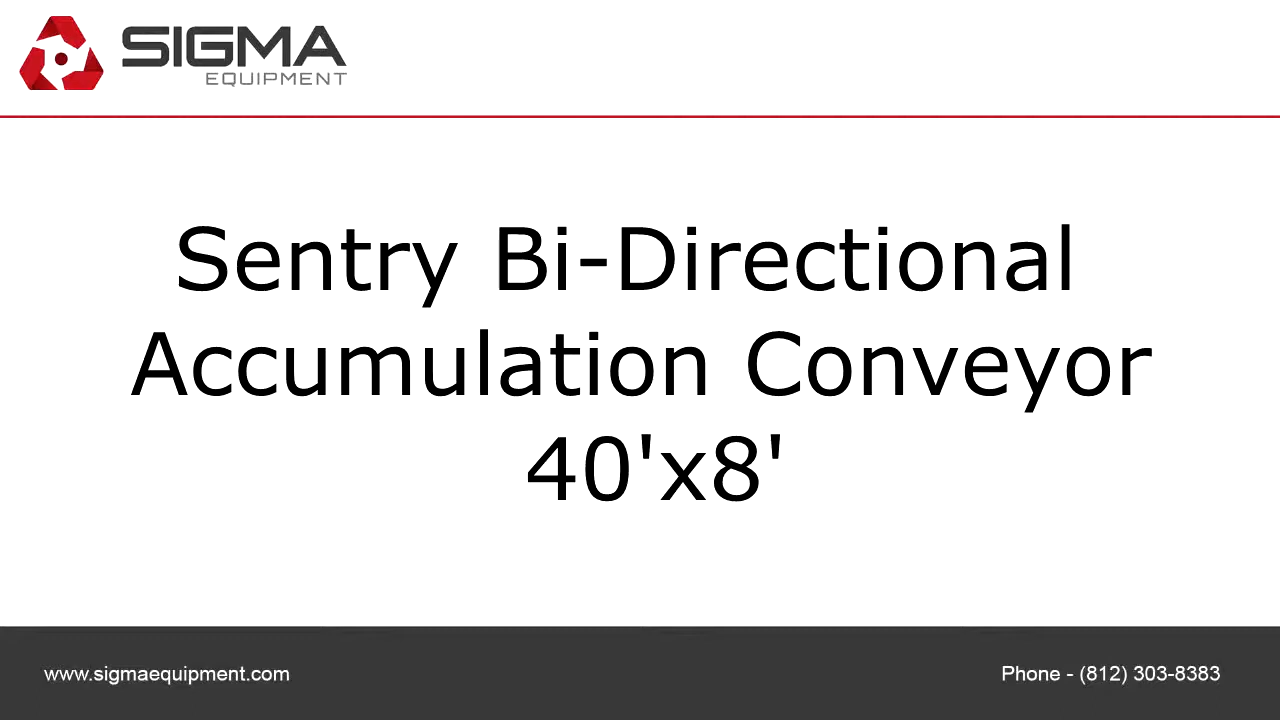 SIGMA
EQUIPMENT
Sentry Bi-Directional
Accumulation Conveyor
40'x8'
www.sigmaequipment.com
Phone - (812) 303-8383